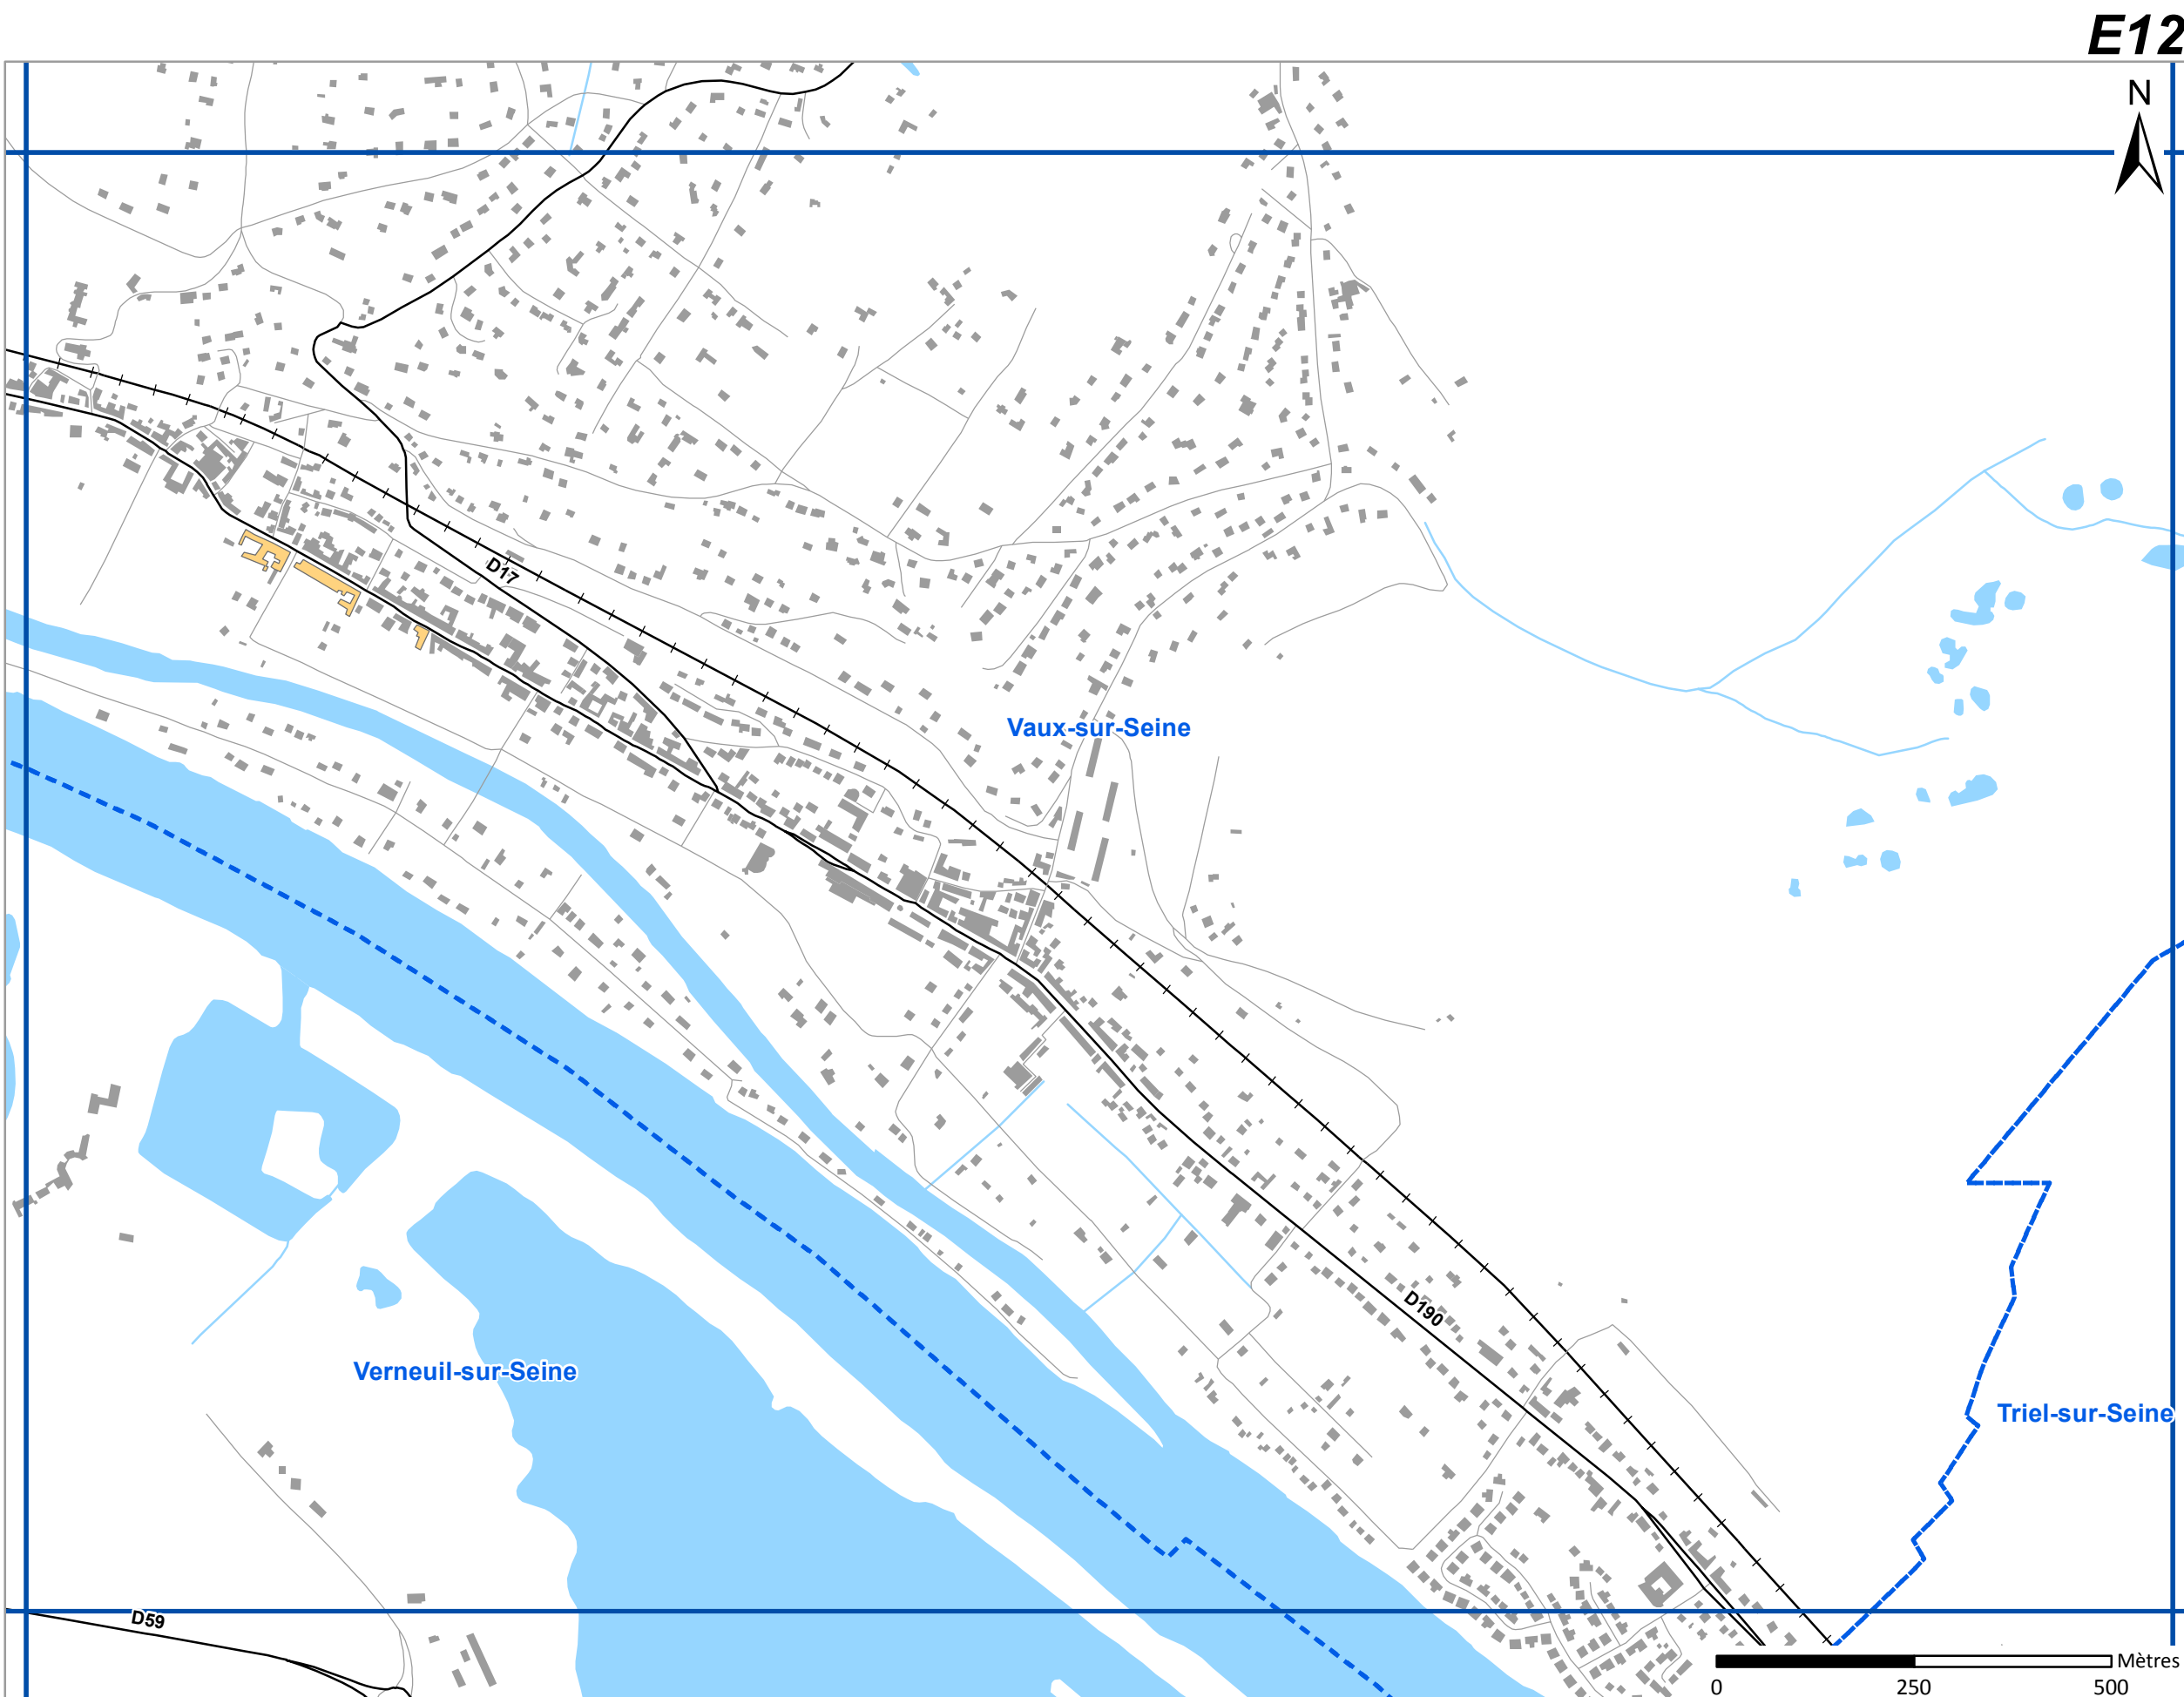 E12
N
D17
Vaux-sur-Seine
D190
Verneuil-sur-Seine
Triel-sur-Seine
D59
Mètres
0 250 500